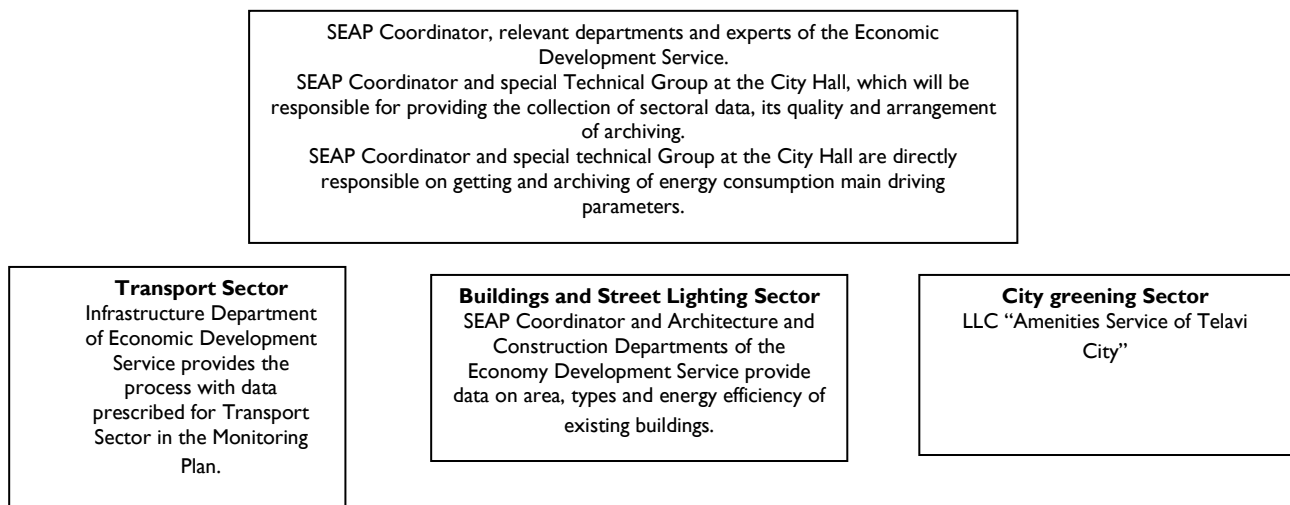 SEAP Coordinator, relevant departments and experts of the Economic
Development Service.
SEAP Coordinator and special Technical Group at the City Hall, which will be
responsible for providing the collection of sectoral data, its quality and arrangement
of archiving.
SEAP Coordinator and special technical Group at the City Hall are directly
responsible on getting and archiving of energy consumption main driving
parameters.
Transport Sector
Infrastructure Department
of Economic Development
Service provides the
process with data
prescribed for Transport
Sector in the Monitoring
Plan.
Buildings and Street Lighting Sector
SEAP Coordinator and Architecture and
Construction Departments of the
Economy Development Service provide
data on area, types and energy efficiency of
existing buildings.
City greening Sector
LLC “Amenities Service of Telavi
City”